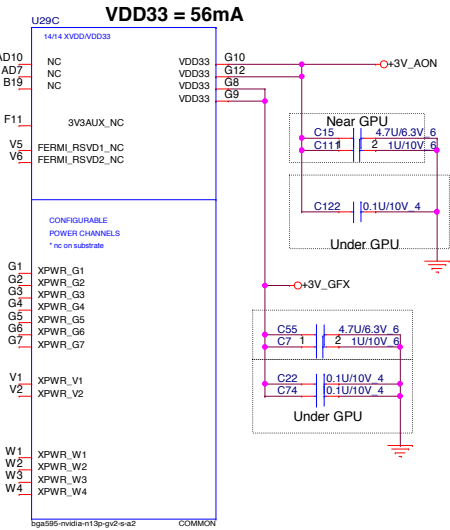 VDD33 = 56mA
U29C
14/14 XVDD/VDD33
AD10 NC VDD33 G10
AD7 NC VDD33 G12
B19 NC VDD33 G8
VDD33 G9
+3V_AON
F11 3V3AUX_NC
V5 FERMI_RSVD1_NC
V6 FERMI_RSVD2_NC
Near GPU
C15 4.7U/6.3V_6
C111 1 2 1U/10V_6
C122 0.1U/10V_4
Under GPU
CONFIGURABLE
POWER CHANNELS
* nc on substrate
G1 XPWR_G1
G2 XPWR_G2
G3 XPWR_G3
G4 XPWR_G4
G5 XPWR_G5
G6 XPWR_G6
G7 XPWR_G7
+3V_GFX
C55 4.7U/6.3V_6
C7 1 2 1U/10V_6
C22 0.1U/10V_4
C74 0.1U/10V_4
Under GPU
V1 XPWR_V1
V2 XPWR_V2
W1 XPWR_W1
W2 XPWR_W2
W3 XPWR_W3
W4 XPWR_W4
bga595-nvidia-n13p-gv2-s-a2 COMMON